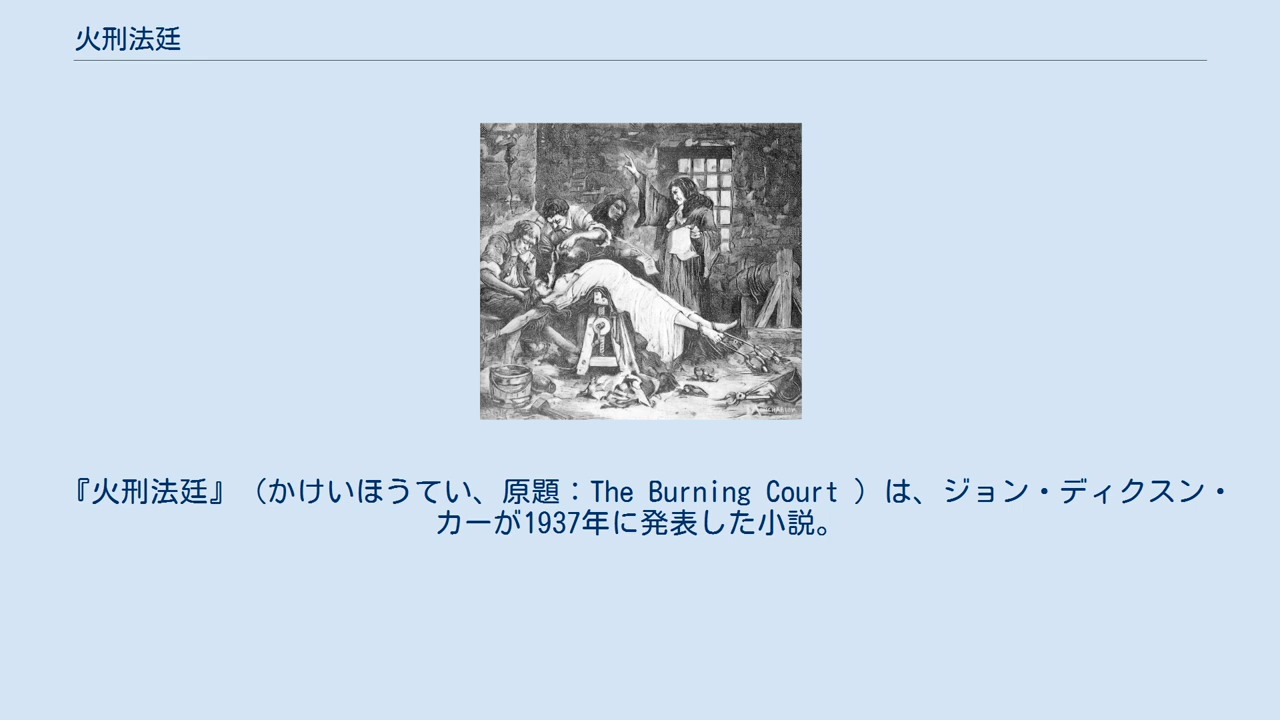 火刑法廷
『火刑法廷』（かけいほうてい、原題：The Burning Court ）は、ジョン・ディクスン・
カーが1937年に発表した小説。